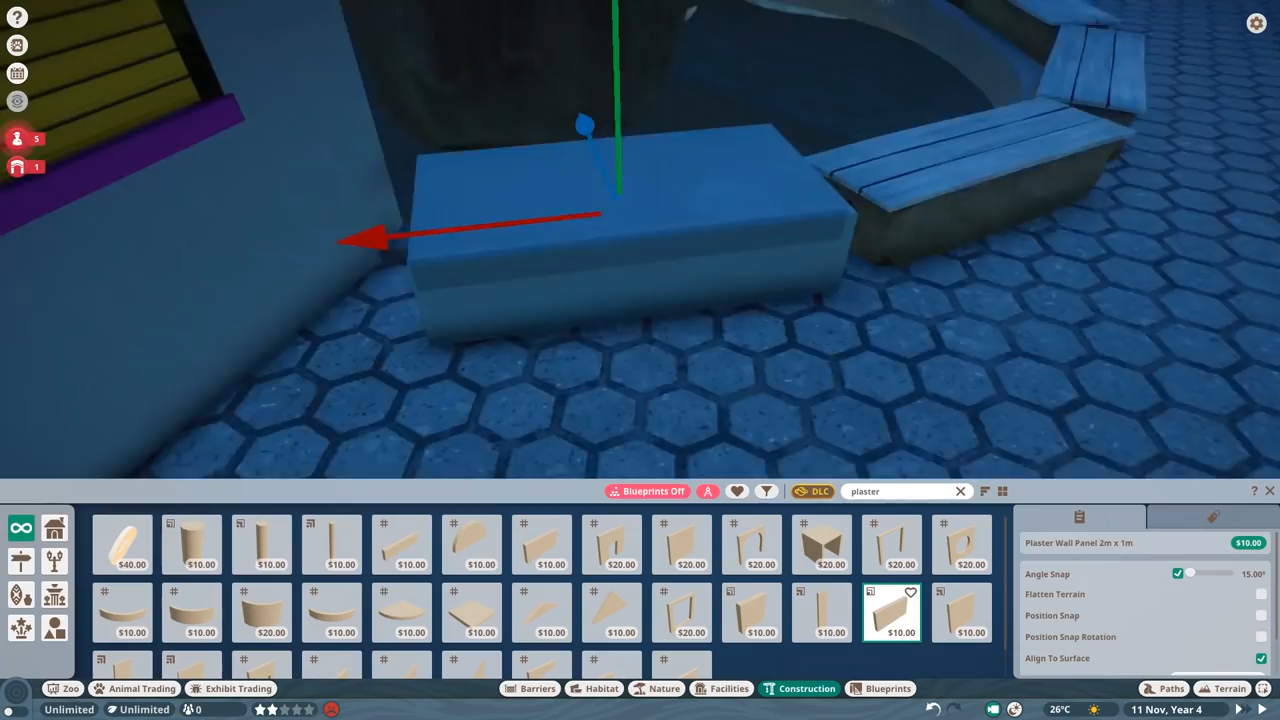 ?
5
1
Blueprints Off
DLC
plaster
?
$40.00 $10.00 $10.00 $10.00 $10.00 $10.00 $10.00 $20.00 $20.00 $20.00 $20.00 $20.00 $20.00
$10.00 $10.00 $20.00 $10.00 $10.00 $10.00 $10.00 $10.00 $20.00 $10.00 $10.00 $10.00 $10.00
Plaster Wall Panel 2m x 1m $10.00
Angle Snap 15.00°
Flatten Terrain
Position Snap
Position Snap Rotation
Align To Surface
Zoo Animal Trading Exhibit Trading Barriers Habitat Nature Facilities Construction Blueprints Paths Terrain
Unlimited Unlimited 0 26°C 11 Nov, Year 4